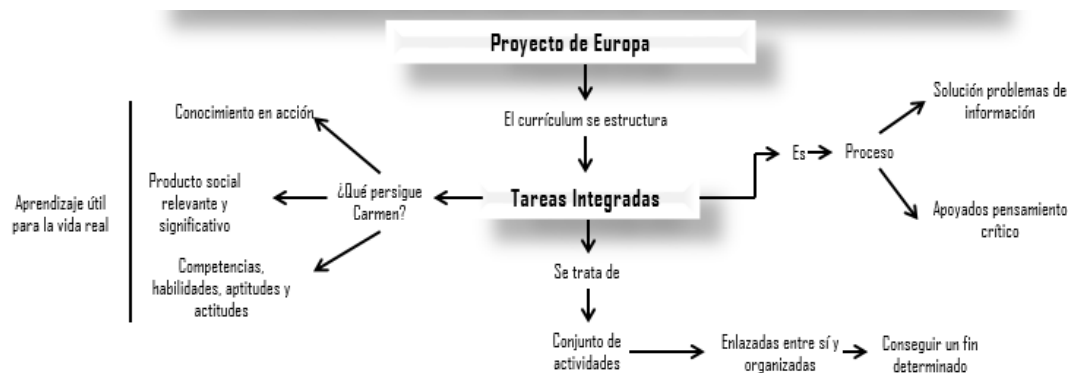 Proyecto de Europa
El currículum se estructura
Tareas Integradas
¿Qué persigue
Carmen?
Conocimiento en acción
Producto social
relevante y
significativo
Competencias,
habilidades, aptitudes y
actitudes
Aprendizaje útil
para la vida real
Es
Proceso
Solución problemas de
información
Apoyados pensamiento
crítico
Se trata de
Conjunto de
actividades
Enlazadas entre sí y
organizadas
Conseguir un fin
determinado